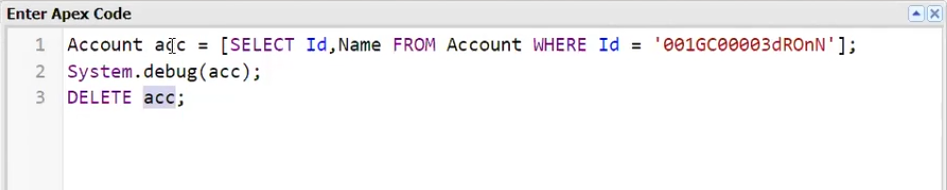 Enter Apex Code
1 Account acc = [SELECT Id,Name FROM Account WHERE Id = '001GC00003dROnN'];
2 System.debug(acc);
3 DELETE acc;